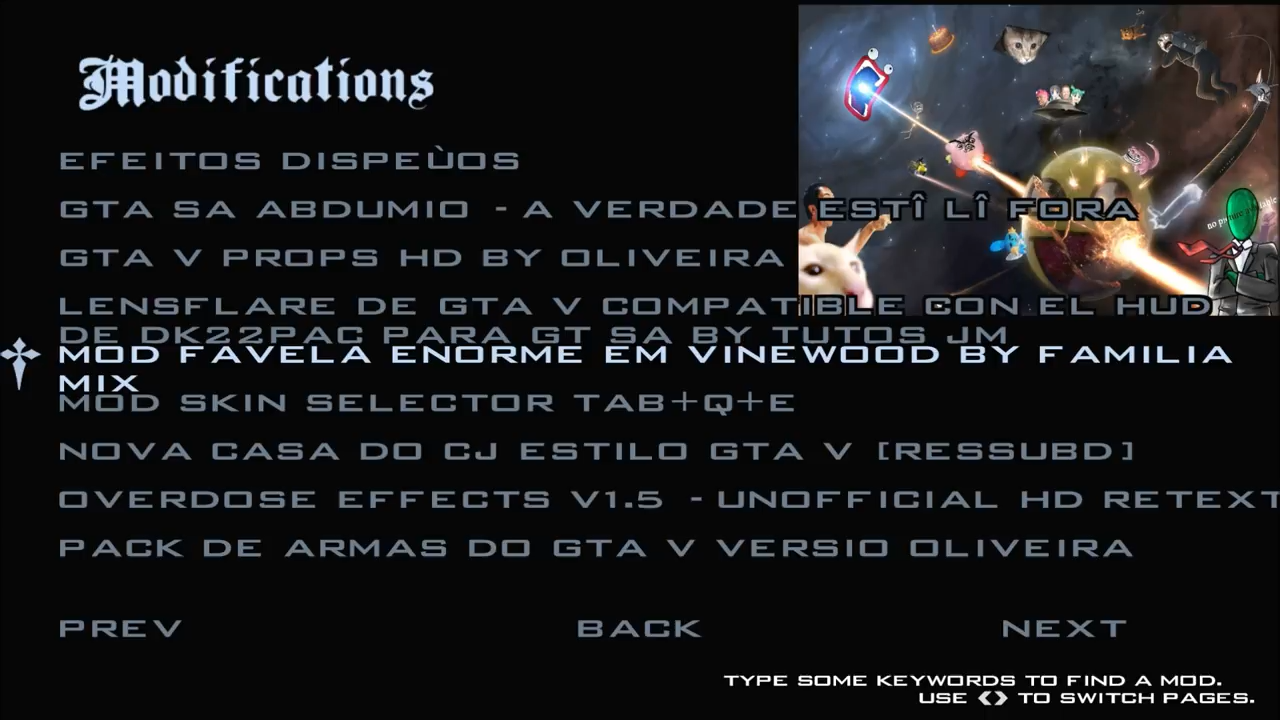 Modifications
EFEITOS DISPEÙOS
GTA SA ABDUMIO - A VERDADE ESTÎ LÎ FORA
no picture available
GTA V PROPS HD BY OLIVEIRA
LENSFLARE DE GTA V COMPATIBLE CON EL HUD
DE DK22PAC PARA GT SA BY TUTOS JM
MOD FAVELA ENORME EM VINEWOOD BY FAMILIA
MIX
MOD SKIN SELECTOR TAB+Q+E
NOVA CASA DO CJ ESTILO GTA V [RESSUBD]
OVERDOSE EFFECTS V1.5 - UNOFFICIAL HD RETEXT
PACK DE ARMAS DO GTA V VERSIO OLIVEIRA
PREV BACK NEXT
TYPE SOME KEYWORDS TO FIND A MOD.
USE <> TO SWITCH PAGES.